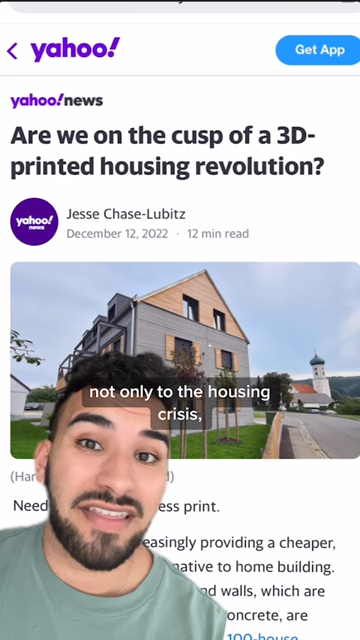 yahoo!
Get App
yahoo!news
Are we on the cusp of a 3D-
printed housing revolution?
yahoo!
news
Jesse Chase-Lubitz
December 12, 2022 · 12 min read
not only to the housing
crisis,
(Har
Need
ess print.
easingly providing a cheaper,
native to home building.
nd walls, which are
oncrete, are
100-house